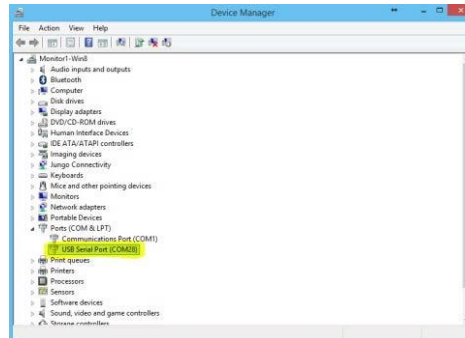 Device Manager
File Action View Help
Monitor1-Win8
Audio inputs and outputs
Bluetooth
Computer
Disk drives
Display adapters
DVD/CD-ROM drives
Human Interface Devices
IDE ATA/ATAPI controllers
Imaging devices
Jungo Connectivity
Keyboards
Mice and other pointing devices
Monitors
Network adapters
Portable Devices
Ports (COM & LPT)
Communications Port (COM1)
USB Serial Port (COM28)
Print queues
Printers
Processors
Sensors
Software devices
Sound, video and game controllers
Storage controllers